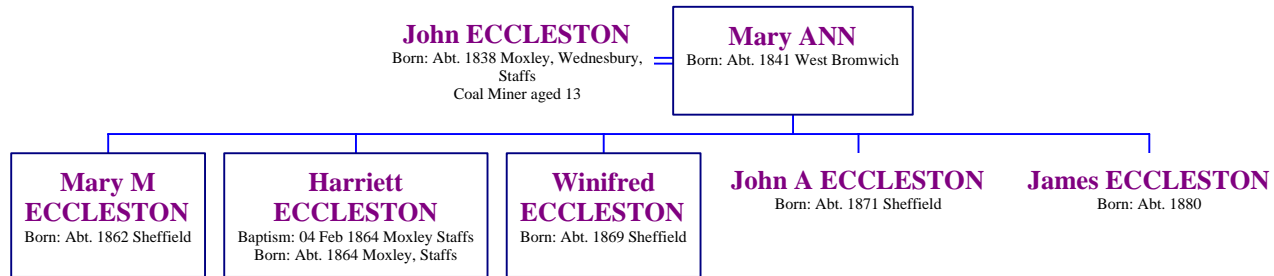 John ECCLESTON
Born: Abt. 1838 Moxley, Wednesbury,
Staffs
Coal Miner aged 13
Mary ANN
Born: Abt. 1841 West Bromwich
Mary M
ECCLESTON
Born: Abt. 1862 Sheffield
Harriett
ECCLESTON
Baptism: 04 Feb 1864 Moxley Staffs
Born: Abt. 1864 Moxley, Staffs
Winifred
ECCLESTON
Born: Abt. 1869 Sheffield
John A ECCLESTON
Born: Abt. 1871 Sheffield
James ECCLESTON
Born: Abt. 1880